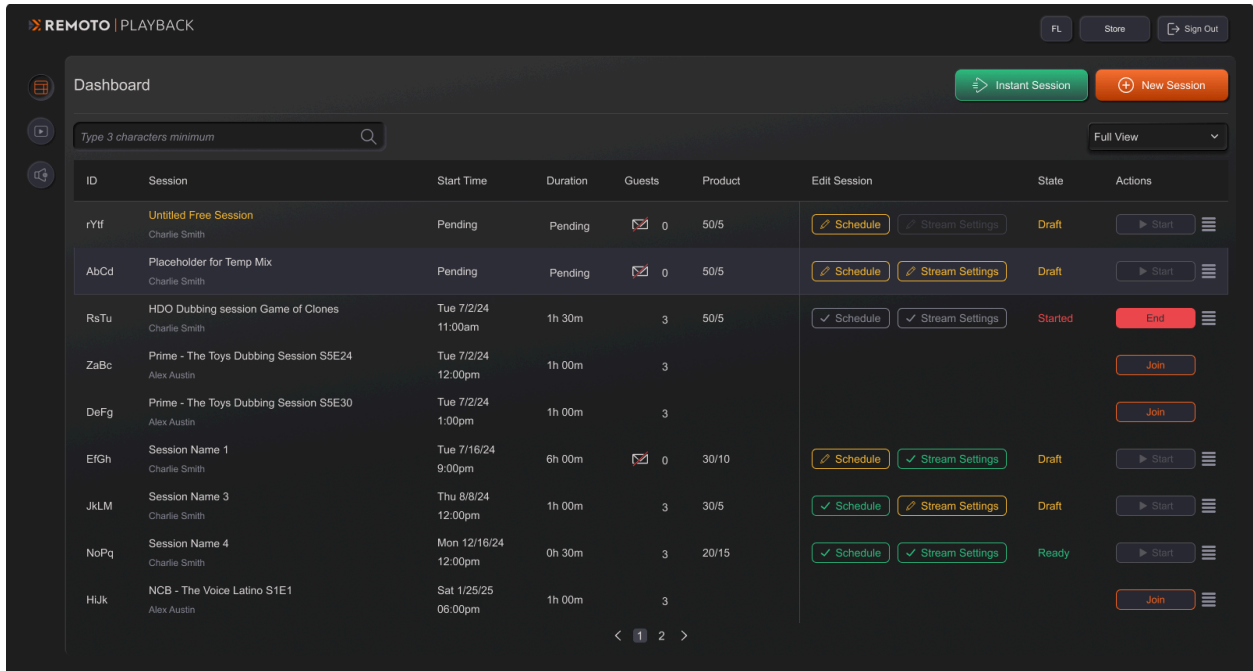 REMOTO | PLAYBACK
FL
Store
Sign Out
Dashboard
Instant Session
New Session
Type 3 characters minimum
Full View
ID Session Start Time Duration Guests Product Edit Session State Actions
rYtf Untitled Free Session Pending Pending 0 50/5 Schedule Stream Settings Draft Start
Charlie Smith
AbCd Placeholder for Temp Mix Pending Pending 0 50/5 Schedule Stream Settings Draft Start
Charlie Smith
RsTu HDO Dubbing session Game of Clones Tue 7/2/24 1h 30m 3 50/5 Schedule Stream Settings Started End
Charlie Smith 11:00am
ZaBc Prime - The Toys Dubbing Session S5E24 Tue 7/2/24 1h 00m 3 Join
Alex Austin 12:00pm
DeFg Prime - The Toys Dubbing Session S5E30 Tue 7/2/24 1h 00m 3 Join
Alex Austin 1:00pm
EfGh Session Name 1 Tue 7/16/24 6h 00m 0 30/10 Schedule Stream Settings Draft Start
Charlie Smith 9:00pm
JkLM Session Name 3 Thu 8/8/24 1h 00m 3 30/5 Schedule Stream Settings Draft Start
Charlie Smith 12:00pm
NoPq Session Name 4 Mon 12/16/24 0h 30m 3 20/15 Schedule Stream Settings Ready Start
Charlie Smith 12:00pm
HiJk NCB - The Voice Latino S1E1 Sat 1/25/25 1h 00m 3 Join
Alex Austin 06:00pm
1 2